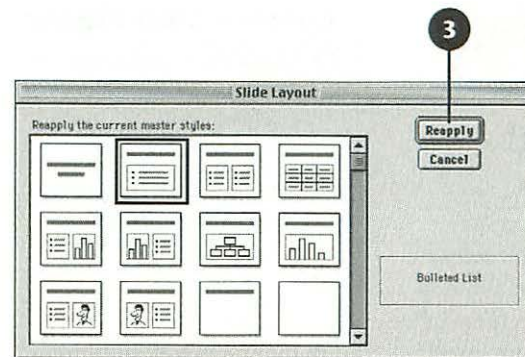 3
Slide Layout
Reapply the current master styles:
Reapply
Cancel
Bulleted List